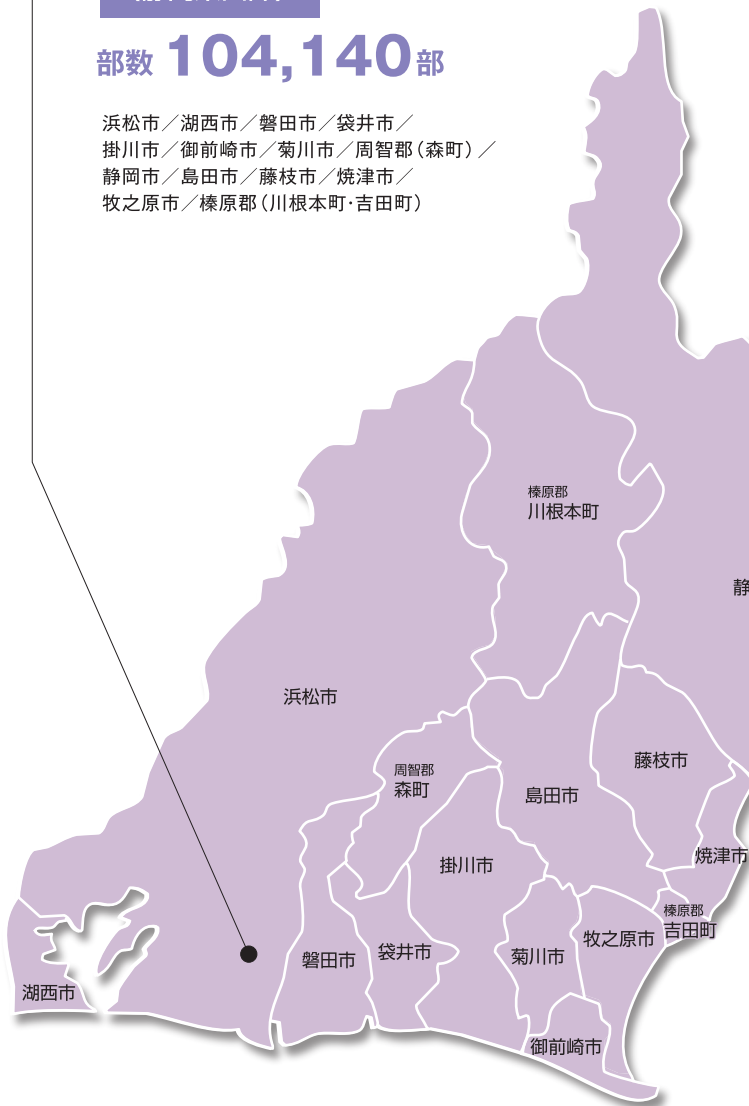 部数 104,140部
浜松市／湖西市／磐田市／袋井市／
掛川市／御前崎市／菊川市／周智郡（森町）／
静岡市／島田市／藤枝市／焼津市／
牧之原市／榛原郡（川根本町・吉田町）
榛原郡
川根本町
静
浜松市
藤枝市
周智郡
森町
島田市
掛川市
焼津市
榛原郡
吉田町
牧之原市
袋井市
菊川市
磐田市
湖西市
御前崎市